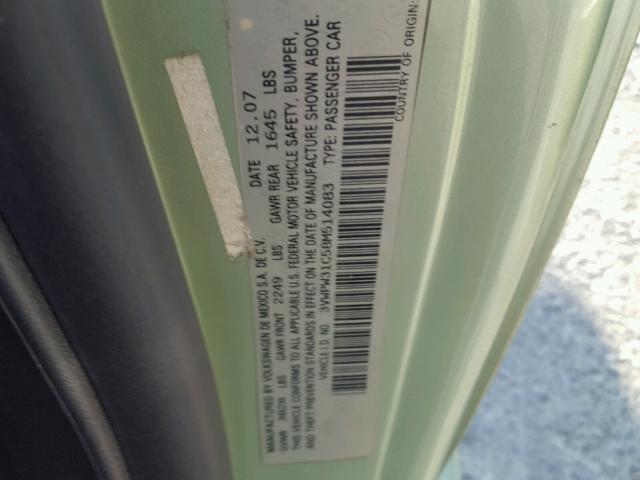 MANUFACTURED BY VOLKSWAGEN DE MEXICO S.A. DE C.V. DATE 12.07
GVWR 3828 LBS GAWR FRONT 2249 LBS GAWR REAR 1645 LBS
THIS VEHICLE CONFORMS TO ALL APPLICABLE U.S. FEDERAL MOTOR VEHICLE SAFETY, BUMPER,
AND THEFT PREVENTION STANDARDS IN EFFECT ON THE DATE OF MANUFACTURE SHOWN ABOVE.
VEHICLE I.D. NO. 3VWPW31C58M514083 TYPE: PASSENGER CAR
COUNTRY OF ORIGIN: